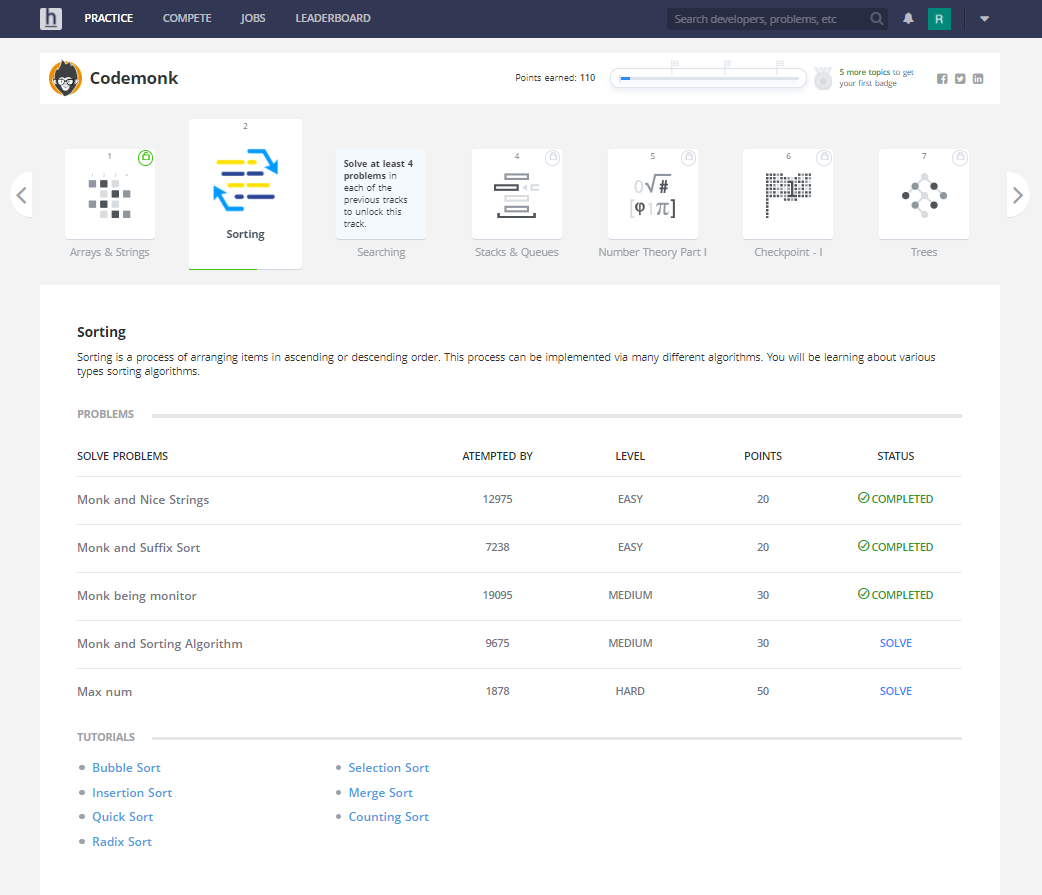 h PRACTICE COMPETE JOBS LEADERBOARD Search developers, problems, etc R
Codemonk
Points earned: 110
5 more topics to get
your first badge
1
Arrays & Strings
2
Sorting
Solve at least 4
problems in
each of the
previous tracks
to unlock this
track.
Searching
4
Stacks & Queues
5
0√#
[φ1π]
Number Theory Part I
6
Checkpoint - I
7
Trees
Sorting
Sorting is a process of arranging items in ascending or descending order. This process can be implemented via many different algorithms. You will be learning about various
types sorting algorithms.
PROBLEMS
SOLVE PROBLEMS ATEMPTED BY LEVEL POINTS STATUS
Monk and Nice Strings 12975 EASY 20 COMPLETED
Monk and Suffix Sort 7238 EASY 20 COMPLETED
Monk being monitor 19095 MEDIUM 30 COMPLETED
Monk and Sorting Algorithm 9675 MEDIUM 30 SOLVE
Max num 1878 HARD 50 SOLVE
TUTORIALS
Bubble Sort Selection Sort
Insertion Sort Merge Sort
Quick Sort Counting Sort
Radix Sort